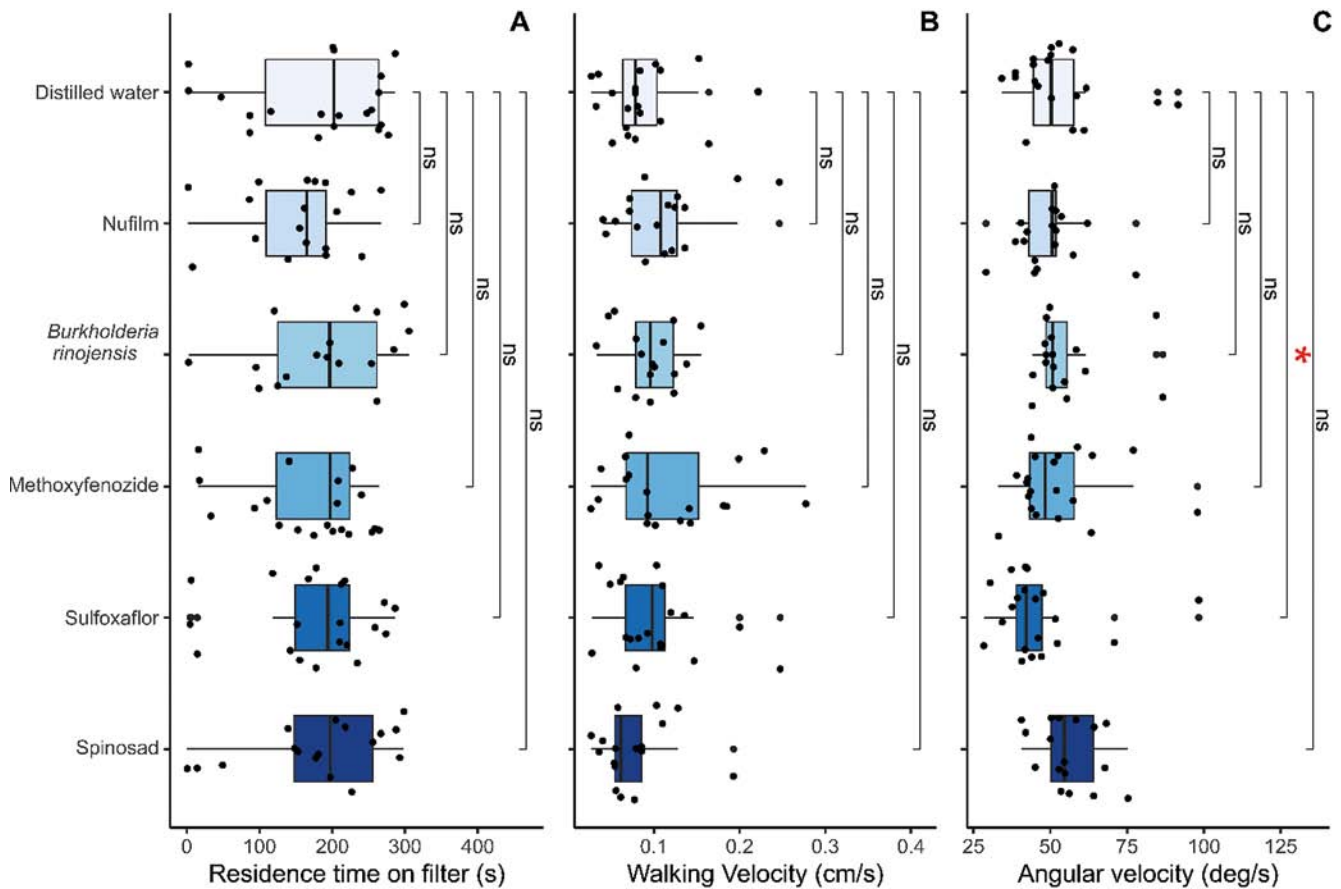 A
B
C
Distilled water
Nufilm
Burkholderia
rinojensis
Methoxyfenozide
Sulfoxaflor
Spinosad
ns
ns
ns
ns
ns
ns
ns
ns
ns
ns
ns
ns
ns
ns
*
0 100 200 300 400
Residence time on filter (s)
0.1 0.2 0.3 0.4
Walking Velocity (cm/s)
25 50 75 100 125
Angular velocity (deg/s)